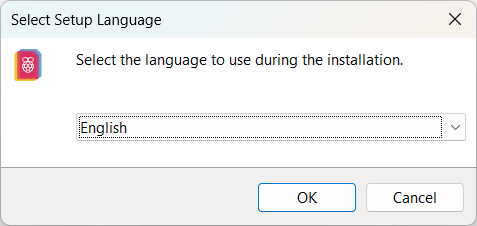 Select Setup Language
Select the language to use during the installation.
English
OK
Cancel